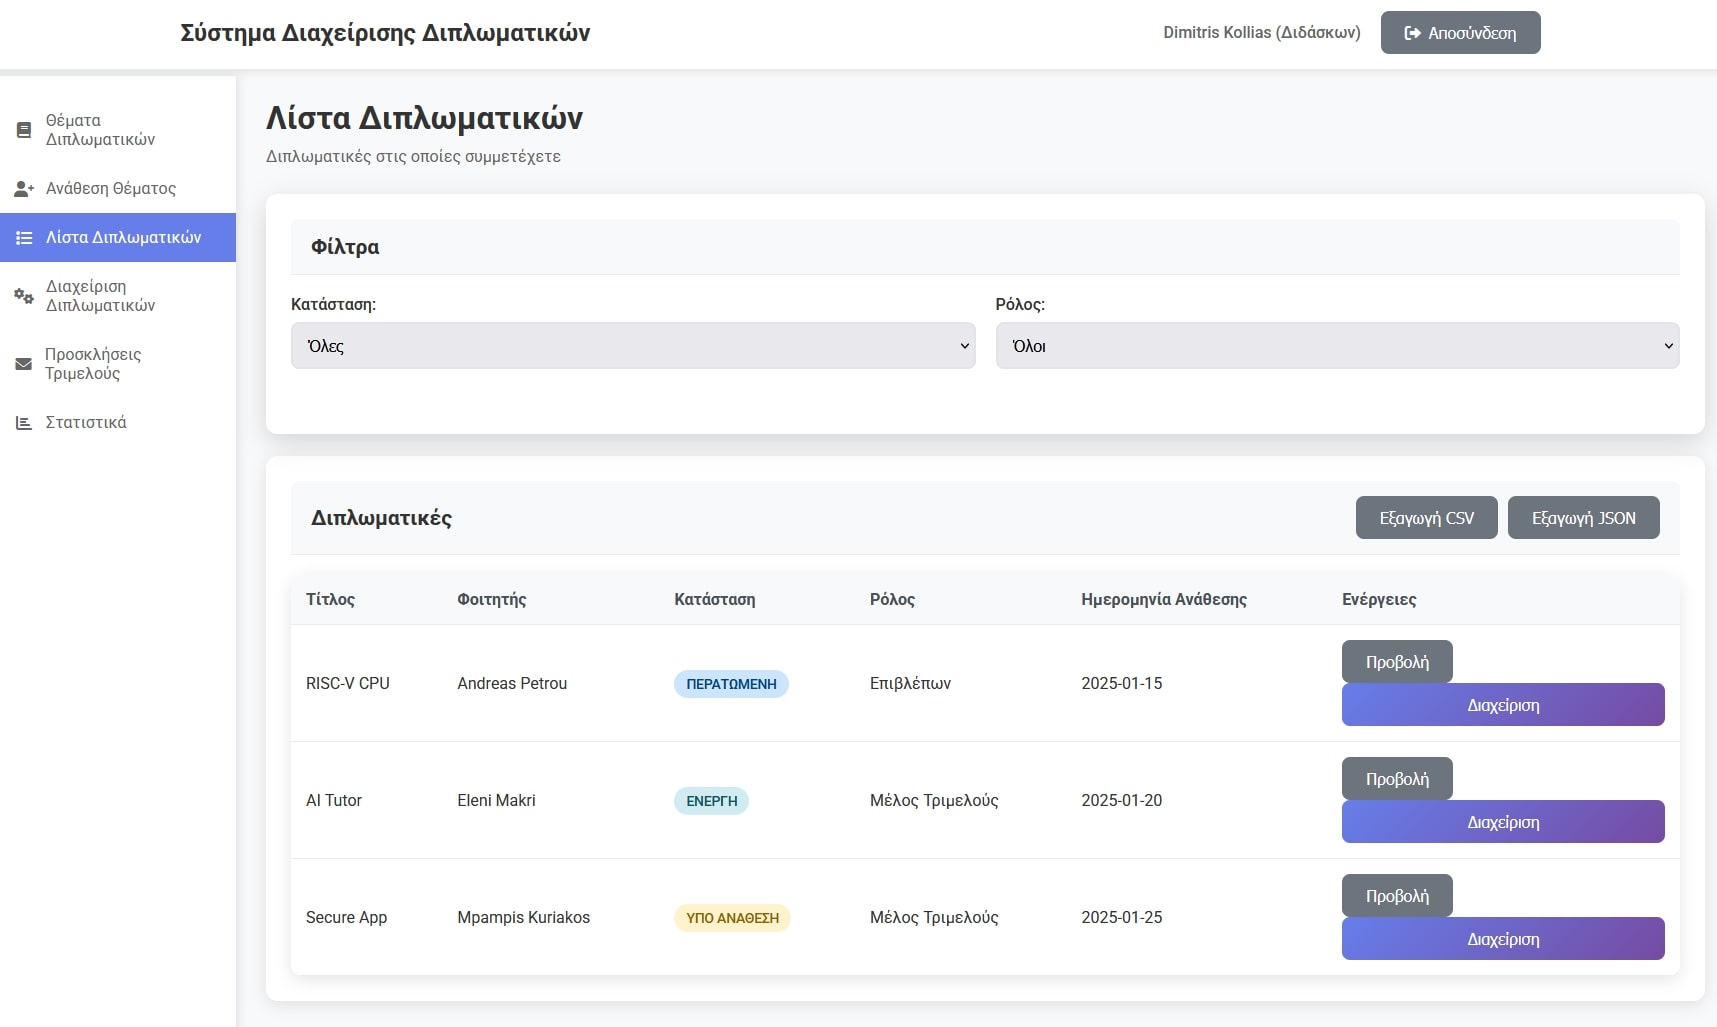 Σύστημα Διαχείρισης Διπλωματικών
Dimitris Kollias (Διδάσκων)
Αποσύνδεση
Θέματα
Διπλωματικών
Ανάθεση Θέματος
Λίστα Διπλωματικών
Διαχείριση
Διπλωματικών
Προσκλήσεις
Τριμελούς
Στατιστικά
Λίστα Διπλωματικών
Διπλωματικές στις οποίες συμμετέχετε
Φίλτρα
Κατάσταση:
Ρόλος:
Όλες
Όλοι
Διπλωματικές
Εξαγωγή CSV
Εξαγωγή JSON
Τίτλος Φοιτητής Κατάσταση Ρόλος Ημερομηνία Ανάθεσης Ενέργειες
RISC-V CPU Andreas Petrou ΠΕΡΑΤΩΜΕΝΗ Επιβλέπων 2025-01-15
Προβολή
Διαχείριση
AI Tutor Eleni Makri ΕΝΕΡΓΗ Μέλος Τριμελούς 2025-01-20
Προβολή
Διαχείριση
Secure App Mpampis Kuriakos ΥΠΟ ΑΝΑΘΕΣΗ Μέλος Τριμελούς 2025-01-25
Προβολή
Διαχείριση